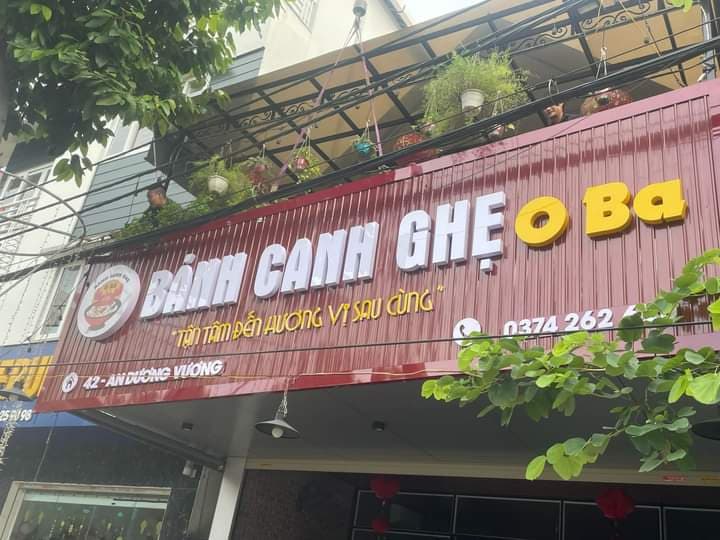 BÁNH CANH GHẸ O Ba
"TẬN TÂM ĐẾN HƯƠNG VỊ SAU CÙNG"
0374 262
42 - AN DƯƠNG VƯƠNG